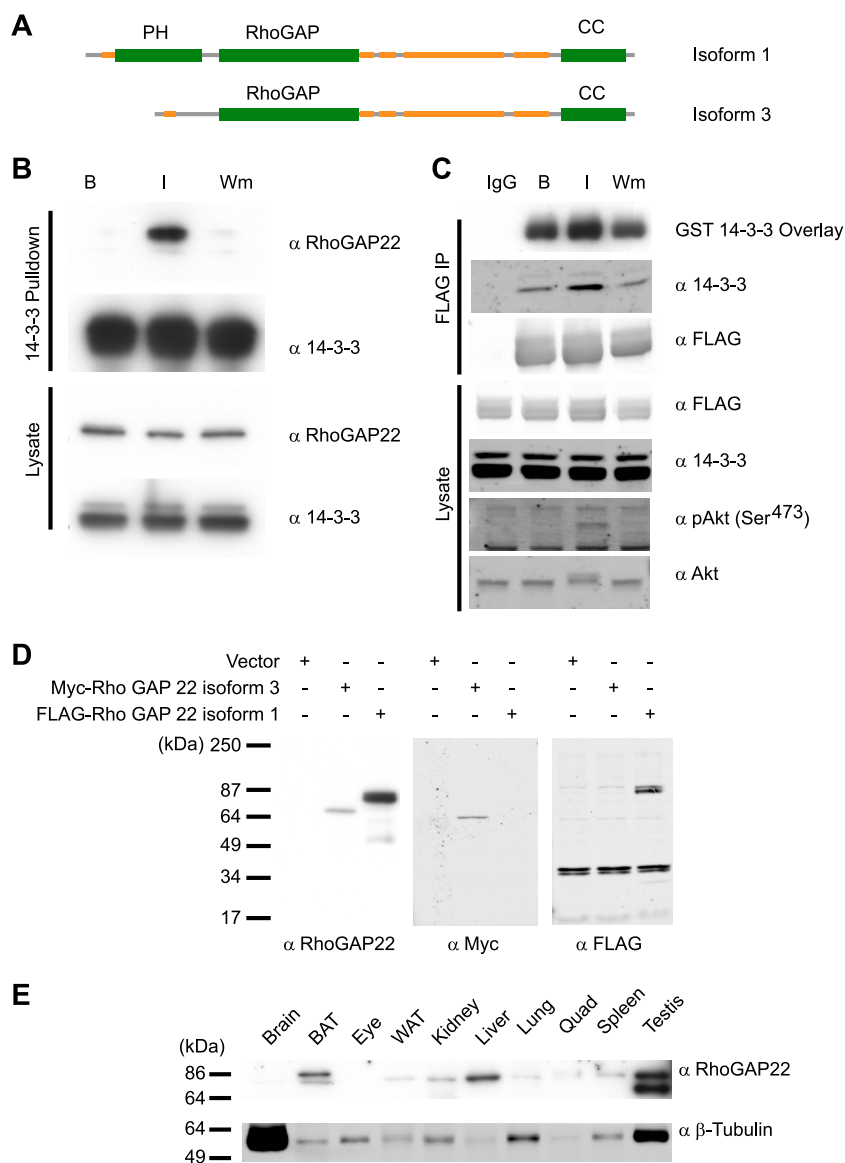 A
PH RhoGAP CC
Isoform 1
RhoGAP CC
Isoform 3
B
B I Wm
14-3-3 Pulldown
α RhoGAP22
α 14-3-3
Lysate
α RhoGAP22
α 14-3-3
C
IgG B I Wm
FLAG IP
GST 14-3-3 Overlay
α 14-3-3
α FLAG
Lysate
α FLAG
α 14-3-3
α pAkt (Ser473)
α Akt
D
Vector + - - + - - + - -
Myc-Rho GAP 22 isoform 3 - + - - + - - + -
FLAG-Rho GAP 22 isoform 1 - - + - - + - - +
(kDa)
250
87
64
49
34
17
α RhoGAP22 α Myc α FLAG
E
Brain BAT Eye WAT Kidney Liver Lung Quad Spleen Testis
(kDa)
86
64
α RhoGAP22
64
49
α β-Tubulin